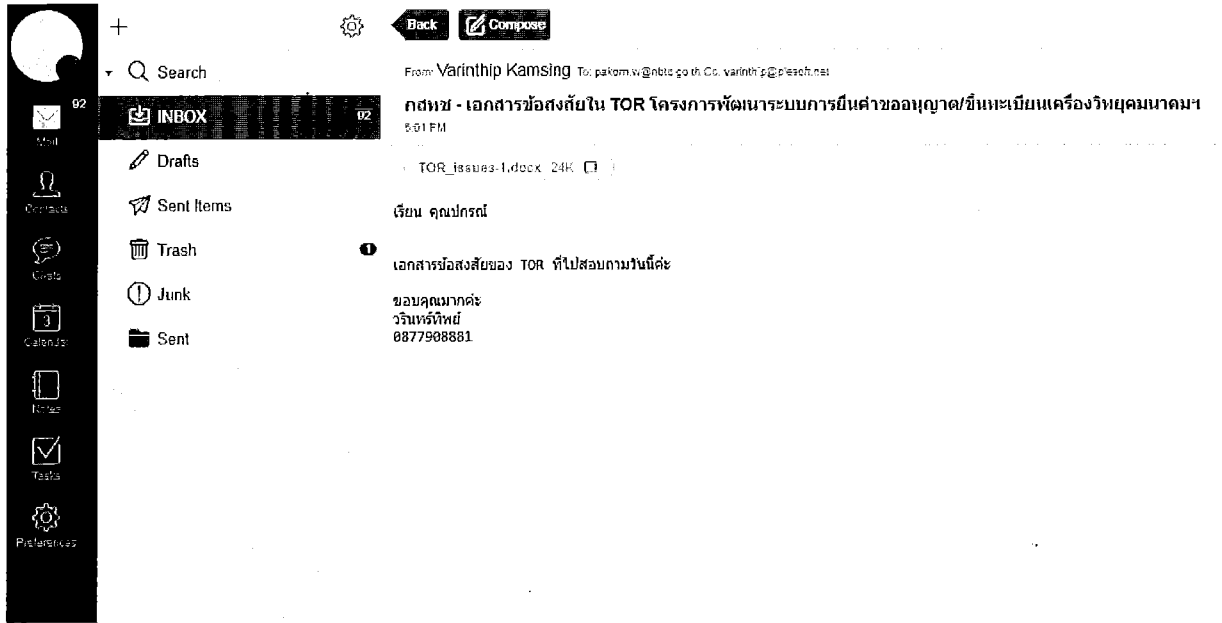 92
Mail
Contacts
Chats
3
Calendar
Notes
Tasks
Preferences
Search
INBOX 92
Drafts
Sent Items
Trash 1
Junk
Sent
Back Compose
From: Varinthip Kamsing To: pakorn.w@nbtc.go.th Cc:
กสทช - เอกสารข้อสงสัยใน TOR โครงการพัฒนาระบบการยื่นคำขออนุญาต/ขึ้นทะเบียนเครื่องวิทยุคมนาคมฯ
5:01 PM
TOR_issues-1.docx 24K
เรียน คุณปกรณ์
เอกสารข้อสงสัยของ TOR ที่ไปสอบถามวันนี้ค่ะ
ขอบคุณมากค่ะ
วรินทร์ทิพย์
0877908881